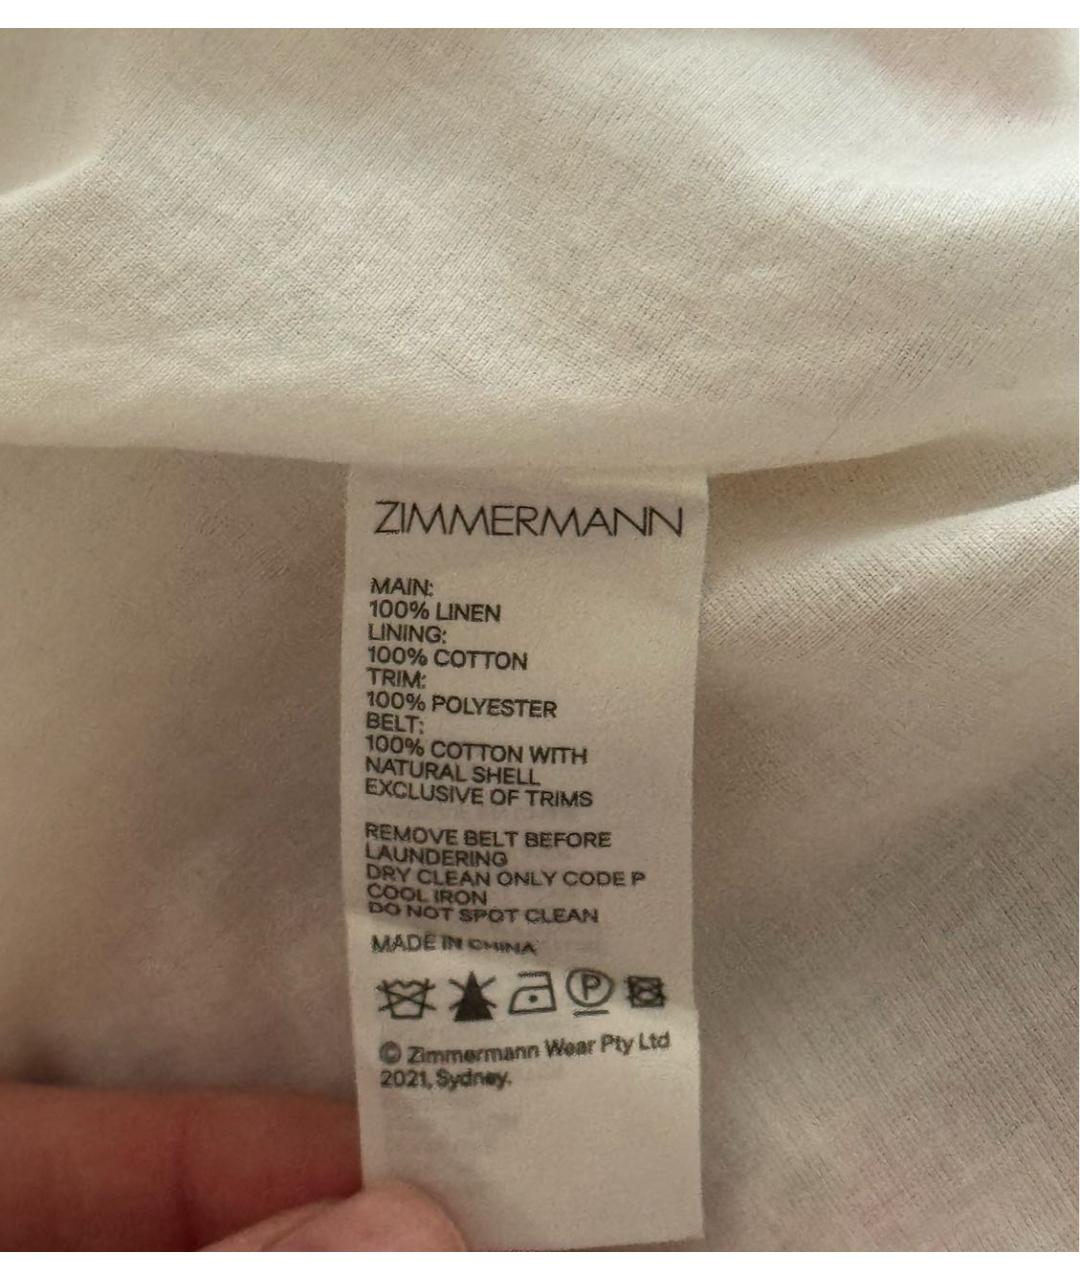 ZIMMERMANN
MAIN:
100% LINEN
LINING:
100% COTTON
TRIM:
100% POLYESTER
BELT:
100% COTTON WITH
NATURAL SHELL
EXCLUSIVE OF TRIMS
REMOVE BELT BEFORE
LAUNDERING
DRY CLEAN ONLY CODE P
COOL IRON
DO NOT SPOT CLEAN
MADE IN CHINA
P
© Zimmermann Wear Pty Ltd
2021, Sydney.